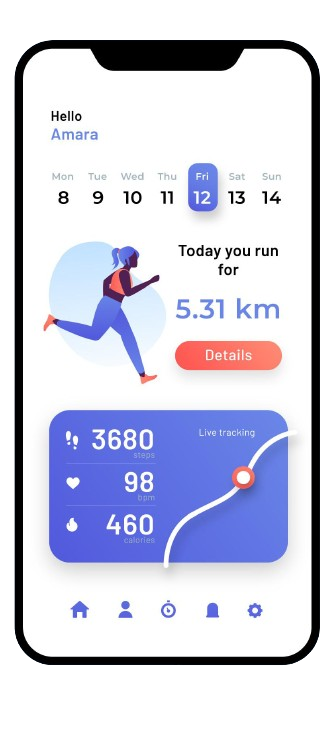 Hello
Amara
Mon Tue Wed Thu Fri Sat Sun
8 9 10 11 12 13 14
Today you run
for
5.31 km
Details
Live tracking
3680
steps
98
bpm
460
calories